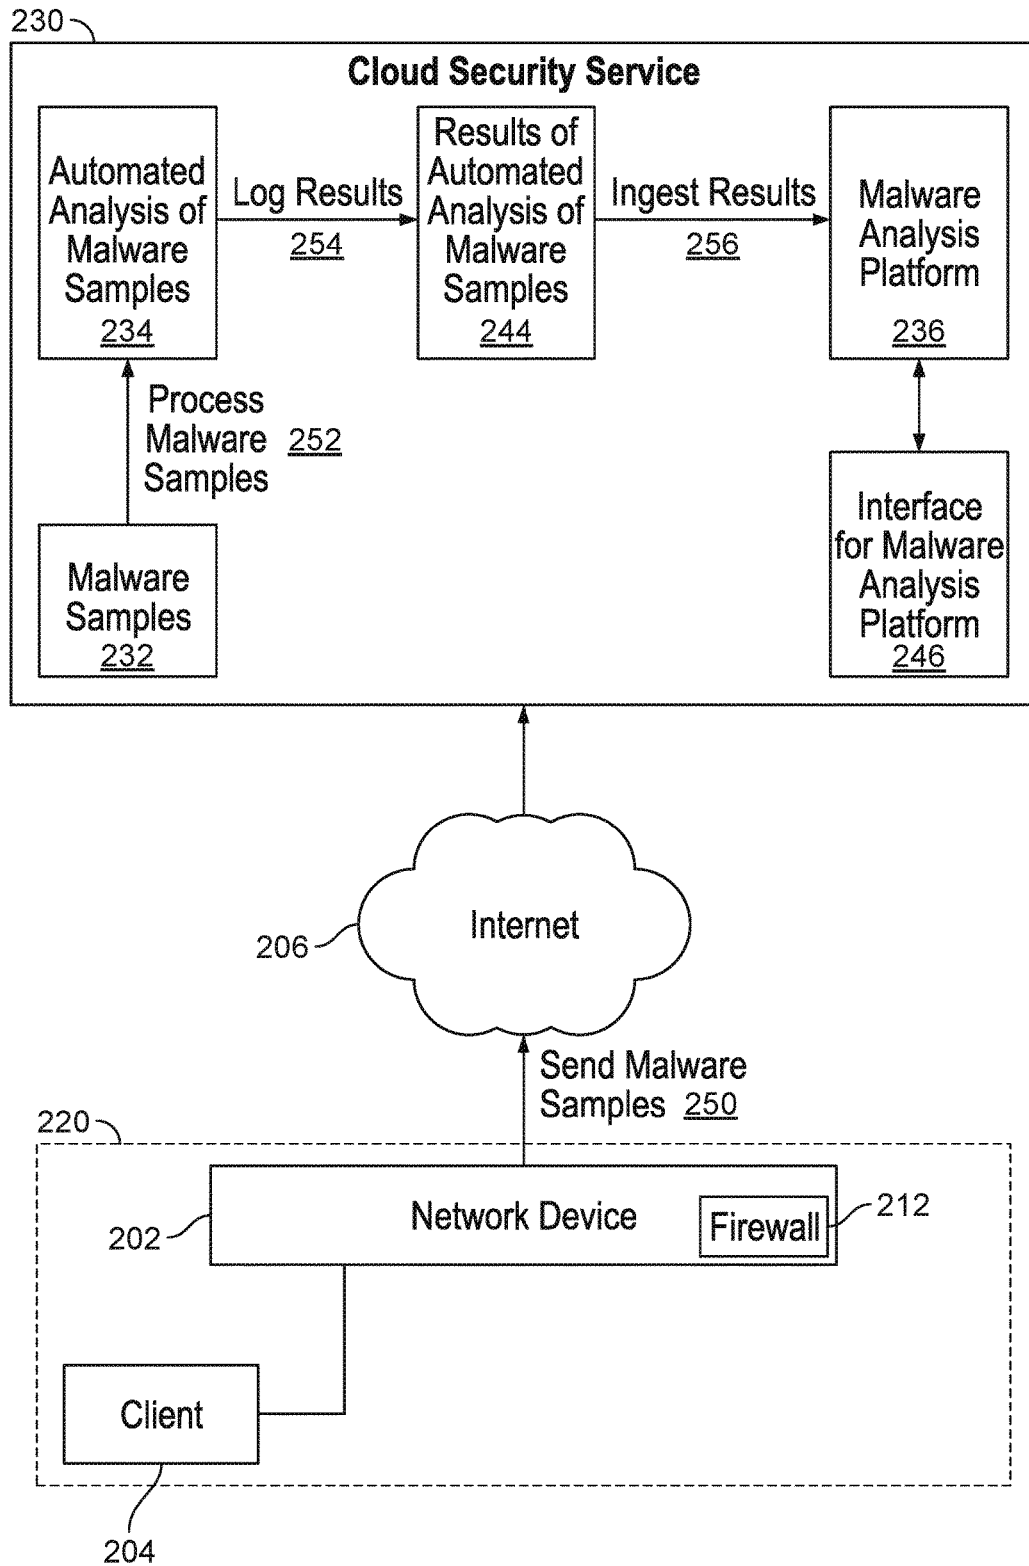 230
Cloud Security Service
Automated
Analysis of
Malware
Samples
234
Log Results
254
Results of
Automated
Analysis of
Malware
Samples
244
Ingest Results
256
Malware
Analysis
Platform
236
Process
Malware
Samples
252
Malware
Samples
232
Interface
for Malware
Analysis
Platform
246
Internet
206
Send Malware
Samples 250
220
Network Device
202
Firewall
212
Client
204